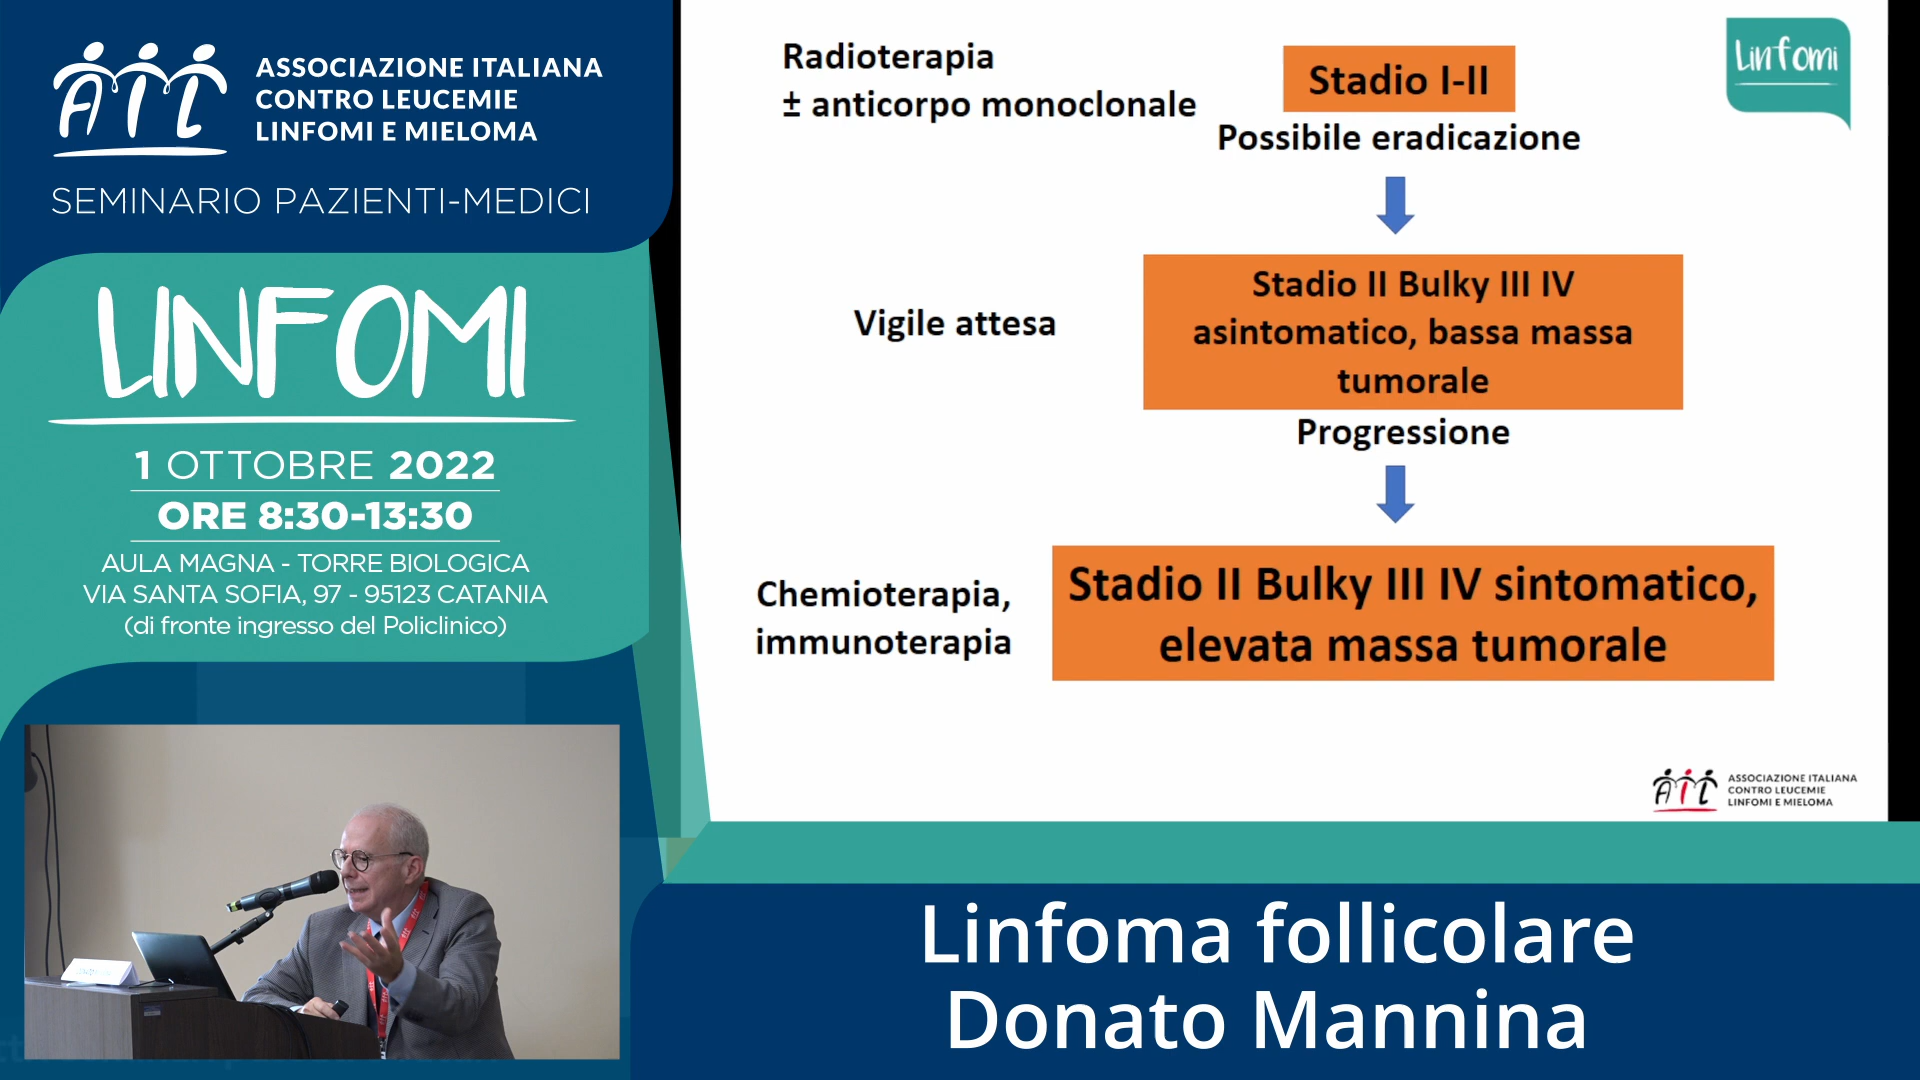 AIL
ASSOCIAZIONE ITALIANA
CONTRO LEUCEMIE
LINFOMI E MIELOMA
SEMINARIO PAZIENTI-MEDICI
LINFOMI
1 OTTOBRE 2022
ORE 8:30-13:30
AULA MAGNA - TORRE BIOLOGICA
VIA SANTA SOFIA, 97 - 95123 CATANIA
(di fronte ingresso del Policlinico)
Radioterapia
± anticorpo monoclonale
Stadio I-II
Possibile eradicazione
Linfomi
Vigile attesa
Stadio II Bulky III IV
asintomatico, bassa massa
tumorale
Progressione
Chemioterapia,
immunoterapia
Stadio II Bulky III IV sintomatico,
elevata massa tumorale
AIL
ASSOCIAZIONE ITALIANA
CONTRO LEUCEMIE
LINFOMI E MIELOMA
Linfoma follicolare
Donato Mannina